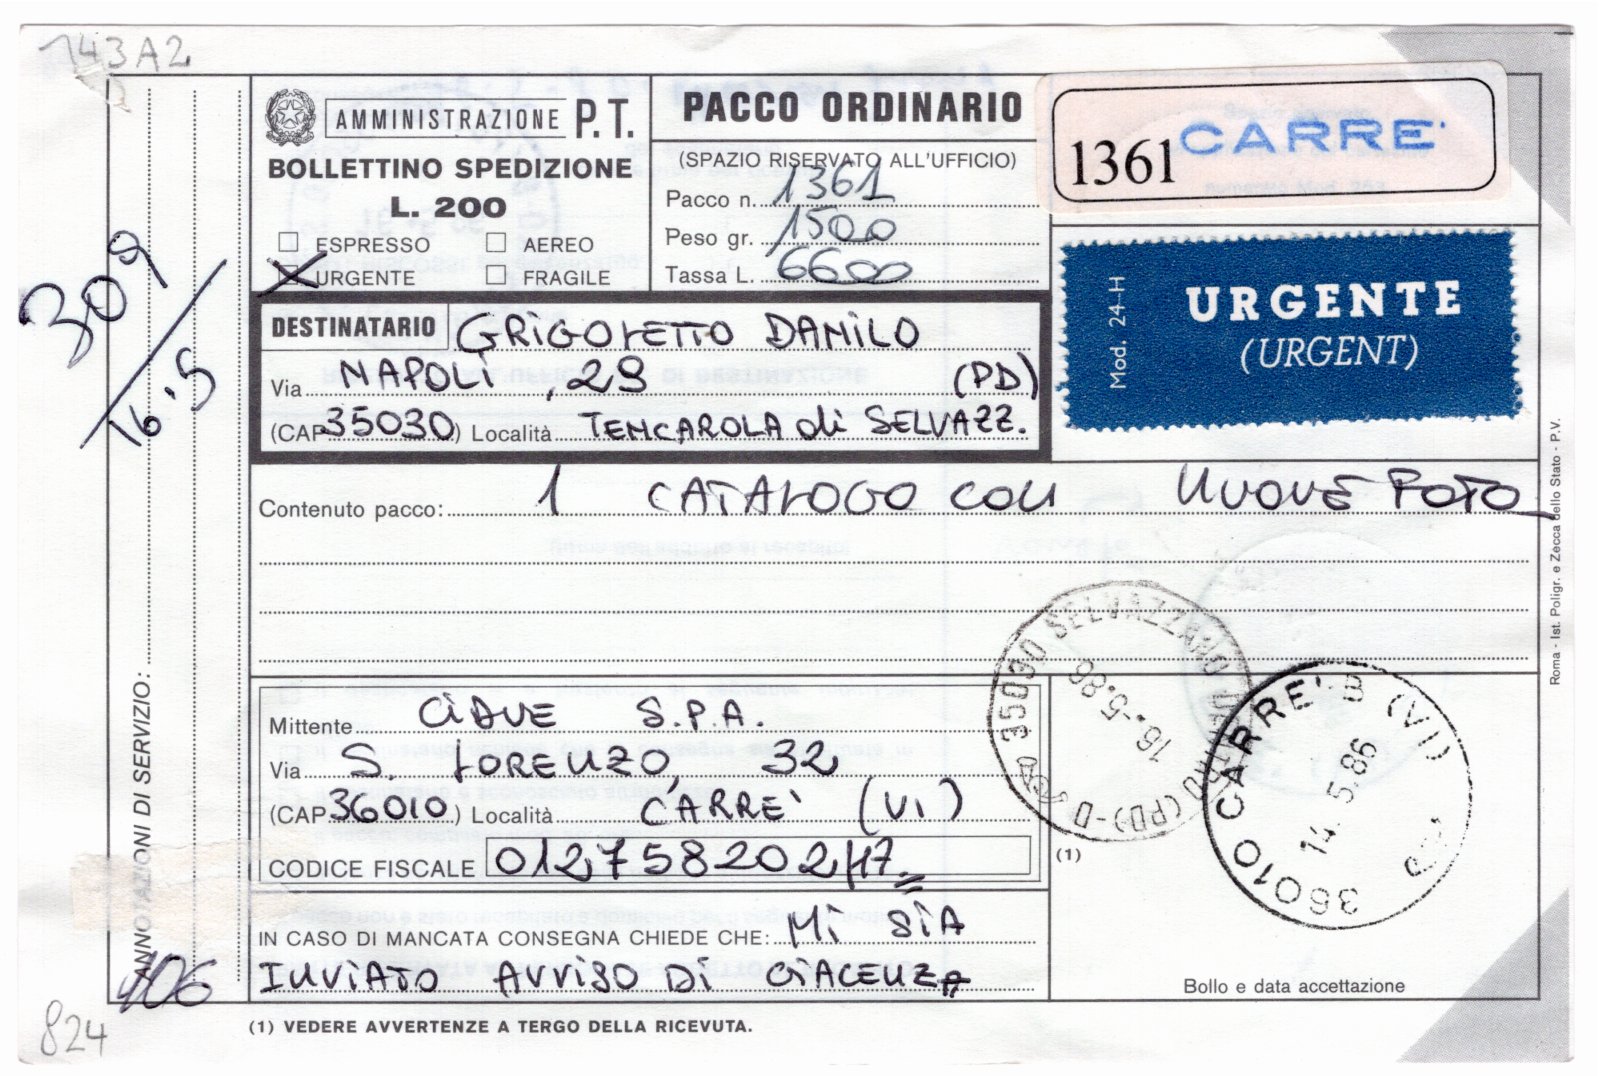 143A2
AMMINISTRAZIONE P.T.
BOLLETTINO SPEDIZIONE
L. 200
ESPRESSO AEREO
URGENTE FRAGILE
PACCO ORDINARIO
(SPAZIO RISERVATO ALL'UFFICIO)
Pacco n. 1361
Peso gr. 1500
Tassa L. 6600
1361 CARRE'
Mod. 24-H
URGENTE
(URGENT)
309
16.5
DESTINATARIO GRIGOLETTO DANILO
Via NAPOLI, 29 (PD)
(CAP 35030) Località TENCAROLA di SELVAZZ.
Contenuto pacco: 1 CATALOGO CON NUOVE FOTO
ANNOTAZIONI DI SERVIZIO:
Mittente CIDUE S.P.A.
Via S. LORENZO, 32
(CAP 36010) Località CARRE' (VI)
CODICE FISCALE 01275820247
IN CASO DI MANCATA CONSEGNA CHIEDE CHE: MI SIA
INVIATO AVVISO DI GIACENZA
35030 SELVAZZANO (PD)-D
16.-5.86
36010 CARRE' B (VI)
14.5.86
(1)
Bollo e data accettazione
Roma - Ist. Poligr. e Zecca dello Stato - P.V.
106
824
(1) VEDERE AVVERTENZE A TERGO DELLA RICEVUTA.